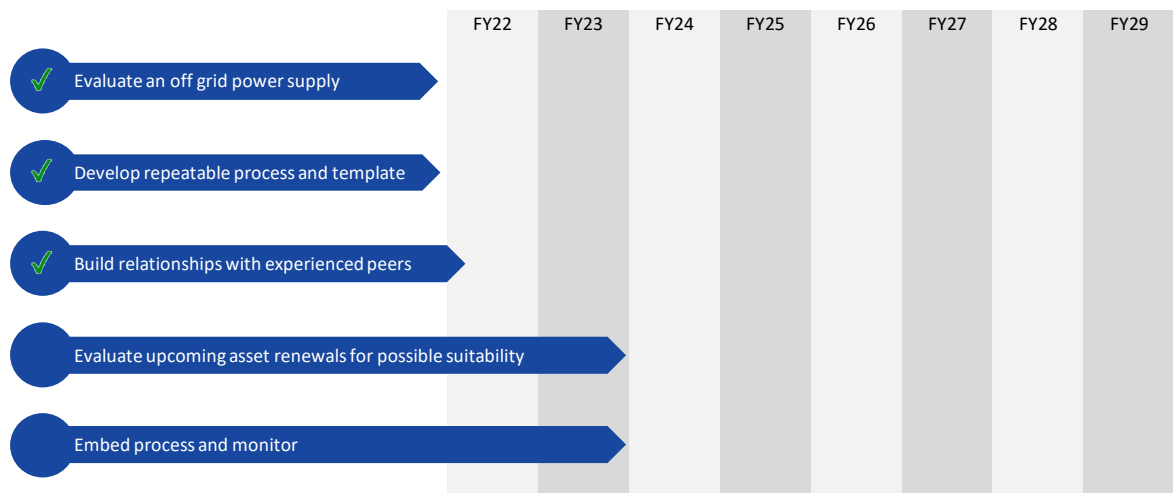 FY22 FY23 FY24 FY25 FY26 FY27 FY28 FY29
Evaluate an off grid power supply
Develop repeatable process and template
Build relationships with experienced peers
Evaluate upcoming asset renewals for possible suitability
Embed process and monitor